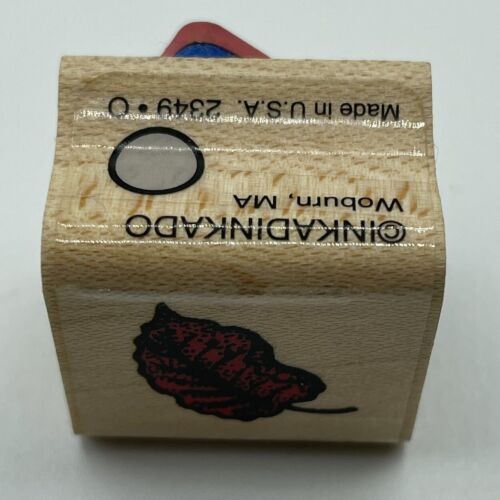 ©INKADINKADO
Woburn, MA
Made in U.S.A. 2349 • O